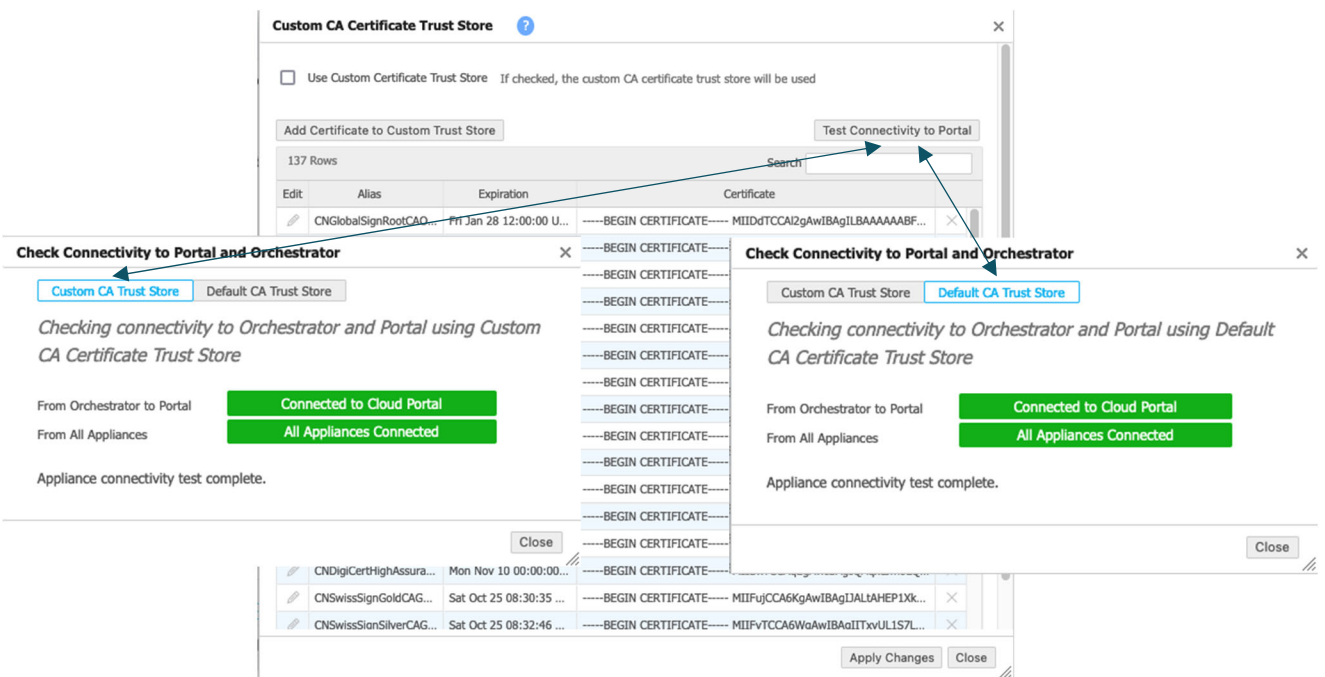 Custom CA Certificate Trust Store ?
Use Custom Certificate Trust Store If checked, the custom CA certificate trust store will be used
Add Certificate to Custom Trust Store Test Connectivity to Portal
137 Rows Search
Edit Alias Expiration Certificate
CNGlobalSignRootCAO... Fri Jan 28 12:00:00 U... -----BEGIN CERTIFICATE----- MIIDdTCCAl2gAwIBAgILBAAAAAABF...
Check Connectivity to Portal and Orchestrator
Custom CA Trust Store Default CA Trust Store
Checking connectivity to Orchestrator and Portal using Custom
CA Certificate Trust Store
From Orchestrator to Portal Connected to Cloud Portal
From All Appliances All Appliances Connected
Appliance connectivity test complete.
Close
-----BEGIN CERTIFICATE-----
-----BEGIN CERTIFICATE-----
-----BEGIN CERTIFICATE-----
-----BEGIN CERTIFICATE-----
-----BEGIN CERTIFICATE-----
-----BEGIN CERTIFICATE-----
-----BEGIN CERTIFICATE-----
-----BEGIN CERTIFICATE-----
-----BEGIN CERTIFICATE-----
-----BEGIN CERTIFICATE-----
-----BEGIN CERTIFICATE-----
-----BEGIN CERTIFICATE-----
Check Connectivity to Portal and Orchestrator
Custom CA Trust Store Default CA Trust Store
Checking connectivity to Orchestrator and Portal using Default
CA Certificate Trust Store
From Orchestrator to Portal Connected to Cloud Portal
From All Appliances All Appliances Connected
Appliance connectivity test complete.
Close
CNDigiCertHighAssura... Mon Nov 10 00:00:00... -----BEGIN CERTIFICATE-----
CNSwissSignGoldCAG... Sat Oct 25 08:30:35 ... -----BEGIN CERTIFICATE----- MIIFujCCA6KgAwIBAgIJALtAHEP1Xk...
CNSwissSignSilverCAG... Sat Oct 25 08:32:46 ... -----BEGIN CERTIFICATE----- MIIFvTCCA6WgAwIBAgIITxvUL1S7L...
Apply Changes Close